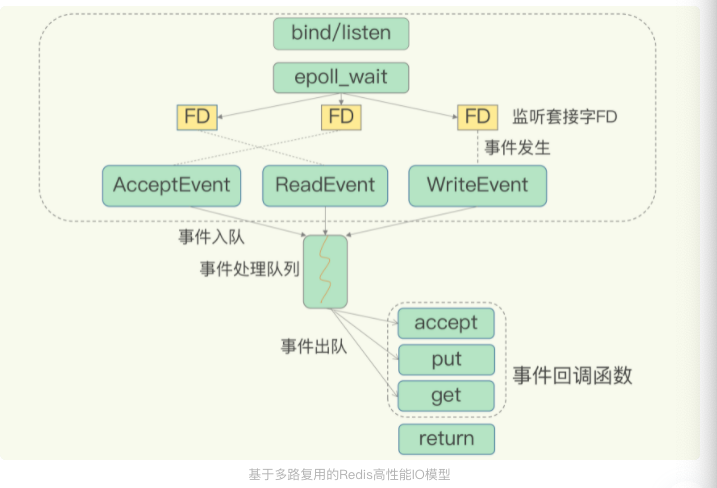 bind/listen
epoll_wait
FD
FD
FD
监听套接字FD
事件发生
AcceptEvent
ReadEvent
WriteEvent
事件入队
事件处理队列
事件出队
accept
put
get
事件回调函数
return
基于多路复用的Redis高性能IO模型